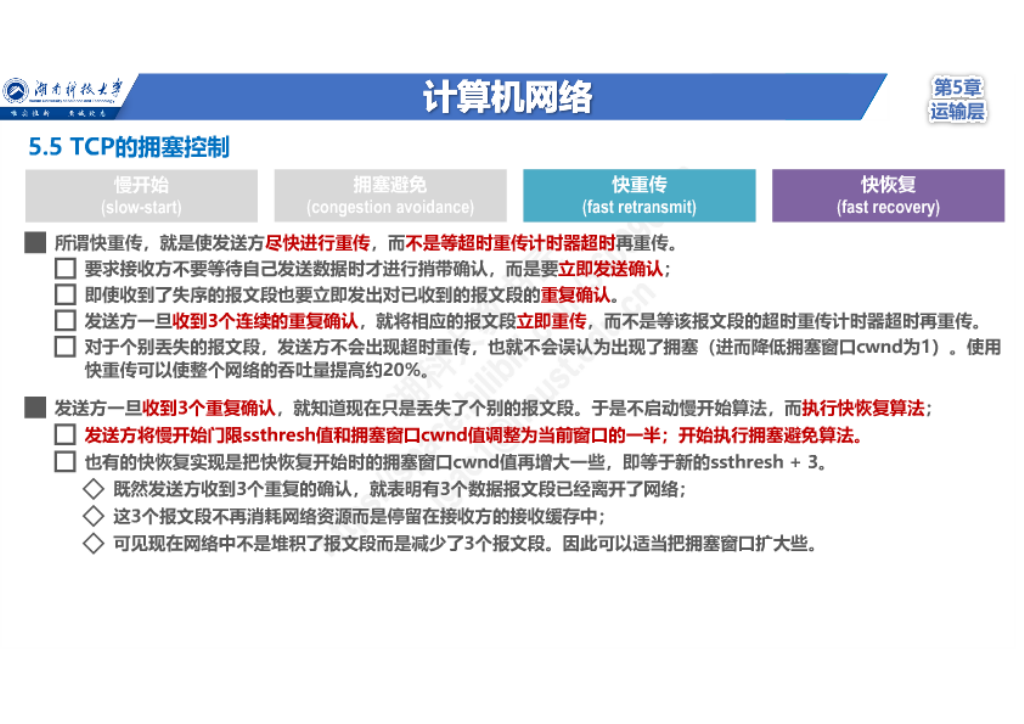 湖南科技大学
计算机网络
第5章
运输层
5.5 TCP的拥塞控制
慢开始
(slow-start)
拥塞避免
(congestion avoidance)
快重传
(fast retransmit)
快恢复
(fast recovery)
所谓快重传，就是使发送方尽快进行重传，而不是等超时重传计时器超时再重传。
要求接收方不要等待自己发送数据时才进行捎带确认，而是要立即发送确认；
即使收到了失序的报文段也要立即发出对已收到的报文段的重复确认。
发送方一旦收到3个连续的重复确认，就将相应的报文段立即重传，而不是等该报文段的超时重传计时器超时再重传。
对于个别丢失的报文段，发送方不会出现超时重传，也就不会误认为出现了拥塞（进而降低拥塞窗口cwnd为1）。使用
快重传可以使整个网络的吞吐量提高约20%。
发送方一旦收到3个重复确认，就知道现在只是丢失了个别的报文段。于是不启动慢开始算法，而执行快恢复算法；
发送方将慢开始门限ssthresh值和拥塞窗口cwnd值调整为当前窗口的一半；开始执行拥塞避免算法。
也有的快恢复实现是把快恢复开始时的拥塞窗口cwnd值再增大一些，即等于新的ssthresh + 3。
既然发送方收到3个重复的确认，就表明有3个数据报文段已经离开了网络；
这3个报文段不再消耗网络资源而是停留在接收方的接收缓存中；
可见现在网络中不是堆积了报文段而是减少了3个报文段。因此可以适当把拥塞窗口扩大些。